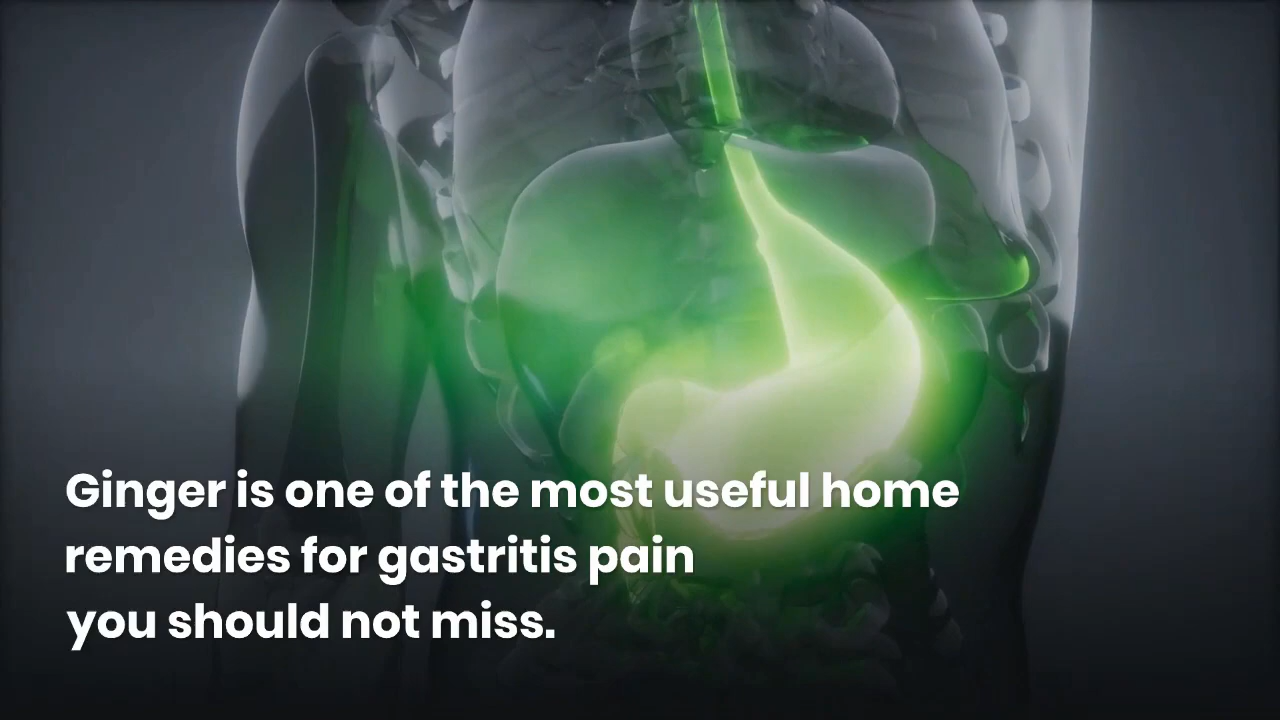 Ginger is one of the most useful home
remedies for gastritis pain
you should not miss.